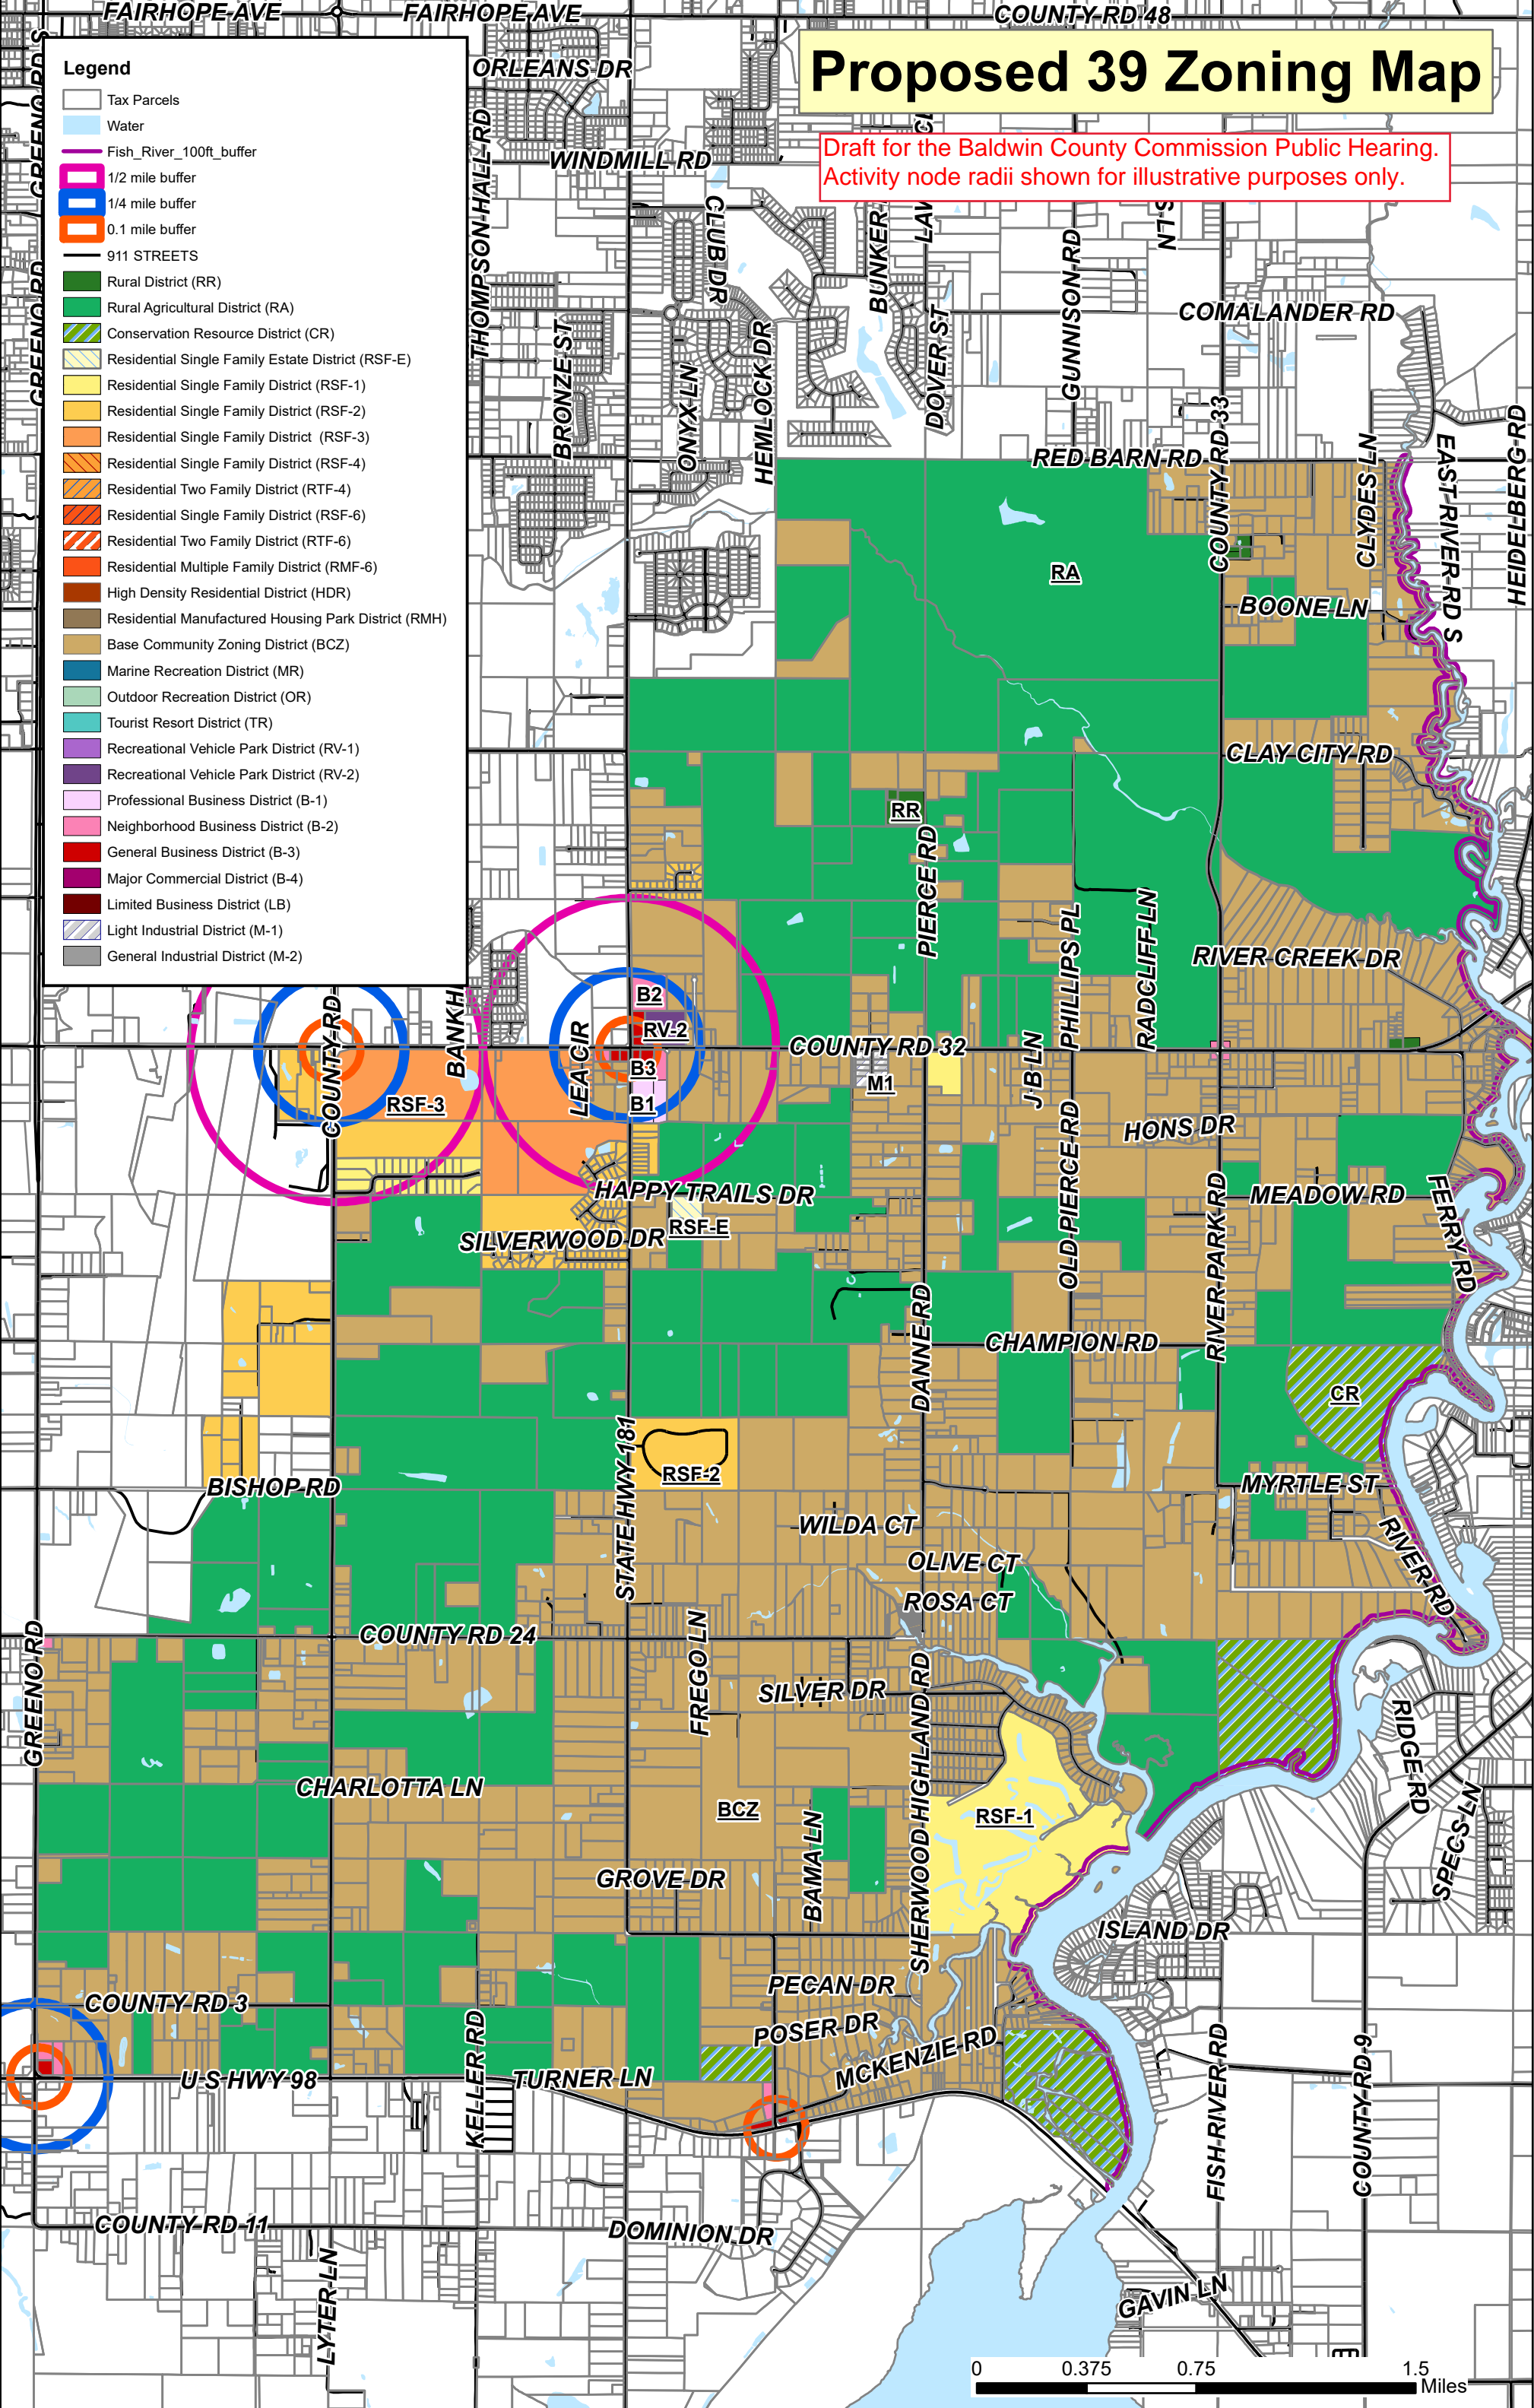 FAIRHOPE AVE
FAIRHOPE AVE
COUNTY RD 48
Proposed 39 Zoning Map
Draft for the Baldwin County Commission Public Hearing.
Activity node radii shown for illustrative purposes only.
Legend
Tax Parcels
Water
Fish_River_100ft_buffer
1/2 mile buffer
1/4 mile buffer
0.1 mile buffer
911 STREETS
Rural District (RR)
Rural Agricultural District (RA)
Conservation Resource District (CR)
Residential Single Family Estate District (RSF-E)
Residential Single Family District (RSF-1)
Residential Single Family District (RSF-2)
Residential Single Family District (RSF-3)
Residential Single Family District (RSF-4)
Residential Two Family District (RTF-4)
Residential Single Family District (RSF-6)
Residential Two Family District (RTF-6)
Residential Multiple Family District (RMF-6)
High Density Residential District (HDR)
Residential Manufactured Housing Park District (RMH)
Base Community Zoning District (BCZ)
Marine Recreation District (MR)
Outdoor Recreation District (OR)
Tourist Resort District (TR)
Recreational Vehicle Park District (RV-1)
Recreational Vehicle Park District (RV-2)
Professional Business District (B-1)
Neighborhood Business District (B-2)
General Business District (B-3)
Major Commercial District (B-4)
Limited Business District (LB)
Light Industrial District (M-1)
General Industrial District (M-2)
ORLEANS DR
THOMPSON-HALL-RD
WINDMILL RD
CLUB DR
BUNKER
GUNNISON RD
COMALANDER RD
BRONZE ST
ONYX LN
HEMLOCK DR
DOVER ST
COUNTY RD 33
CLYDES LN
EAST RIVER RD S
HEIDELBERG RD
RED BARN RD
RA
BOONE LN
CLAY CITY RD
RR
PIERCE RD
PHILLIPS PL
RADCLIFF LN
RIVER CREEK DR
B2
RV-2
COUNTY RD
BANKH
LEA CIR
COUNTY RD 32
B3
M1
J B LN
RSF-3
B1
HONS DR
OLD PIERCE RD
RIVER PARK RD
HAPPY TRAILS DR
MEADOW RD
FERRY RD
RSF-E
SILVERWOOD DR
DANNE RD
CHAMPION RD
CR
STATE HWY 181
RSF-2
BISHOP RD
MYRTLE ST
WILDA CT
RIVER RD
OLIVE CT
ROSA CT
GREENO RD
COUNTY RD 24
FREGO LN
SILVER DR
SHERWOOD HIGHLAND RD
RIDGE RD
CHARLOTTA LN
BCZ
BAMA LN
RSF-1
SPECS LN
GROVE DR
ISLAND DR
PECAN DR
COUNTY RD 3
POSER DR
MCKENZIE RD
KELLER RD
FISH RIVER RD
COUNTY RD 9
U S HWY 98
TURNER LN
COUNTY RD 11
DOMINION DR
LYTER LN
GAVIN LN
0 0.375 0.75 1.5
Miles